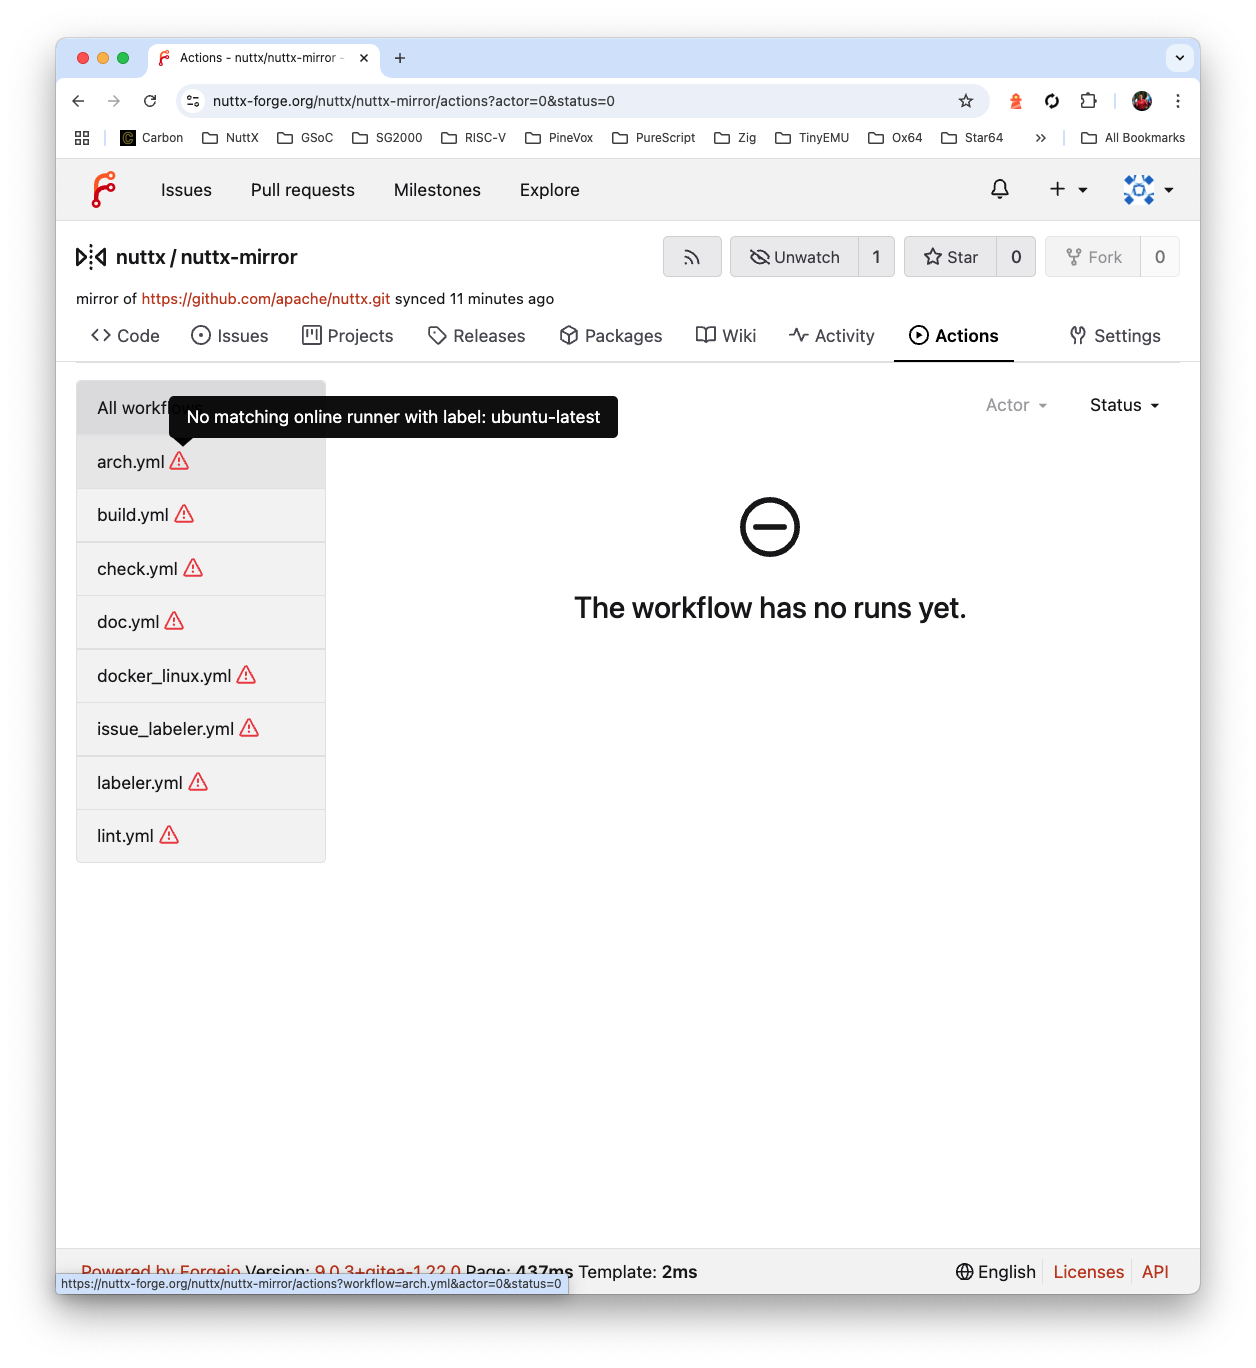 Actions - nuttx/nuttx-mirror -
nuttx-forge.org/nuttx/nuttx-mirror/actions?actor=0&status=0
Carbon NuttX GSoC SG2000 RISC-V PineVox PureScript Zig TinyEMU Ox64 Star64 » All Bookmarks
Issues Pull requests Milestones Explore
nuttx / nuttx-mirror Unwatch 1 Star 0 Fork 0
mirror of https://github.com/apache/nuttx.git synced 11 minutes ago
Code Issues Projects Releases Packages Wiki Activity Actions Settings
All workflows Actor Status
No matching online runner with label: ubuntu-latest
arch.yml
build.yml
check.yml
doc.yml
docker_linux.yml
issue_labeler.yml
labeler.yml
lint.yml
The workflow has no runs yet.
Powered by Forgejo Version: 9.0.3+gitea-1.22.0 Page: 437ms Template: 2ms English Licenses API
https://nuttx-forge.org/nuttx/nuttx-mirror/actions?workflow=arch.yml&actor=0&status=0